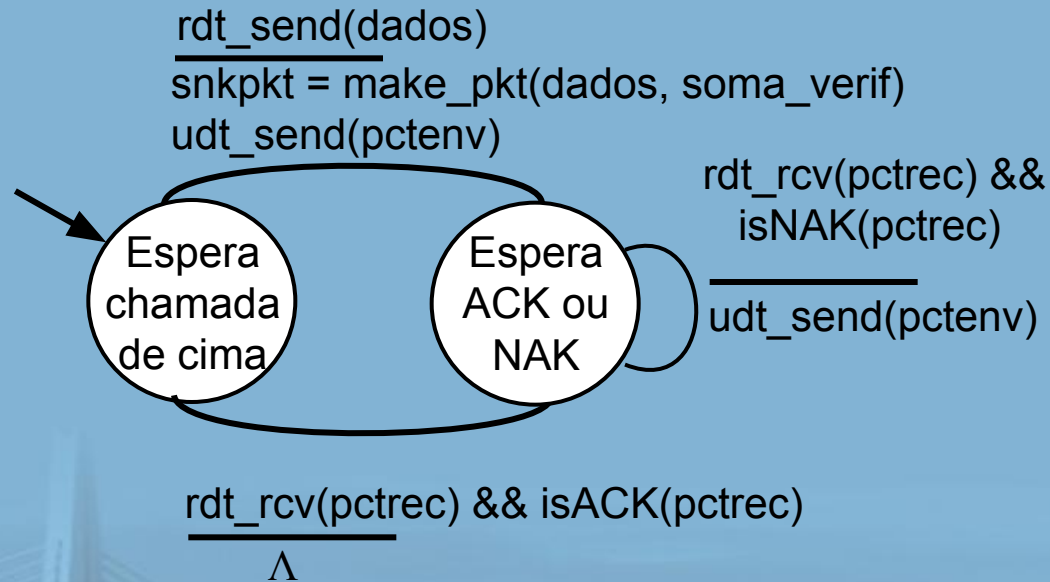 rdt_send(dados)
snkpkt = make_pkt(dados, soma_verif)
udt_send(pctenv)
rdt_rcv(pctrec) &&
isNAK(pctrec)
udt_send(pctenv)
Espera
chamada
de cima
Espera
ACK ou
NAK
rdt_rcv(pctrec) && isACK(pctrec)
Λ